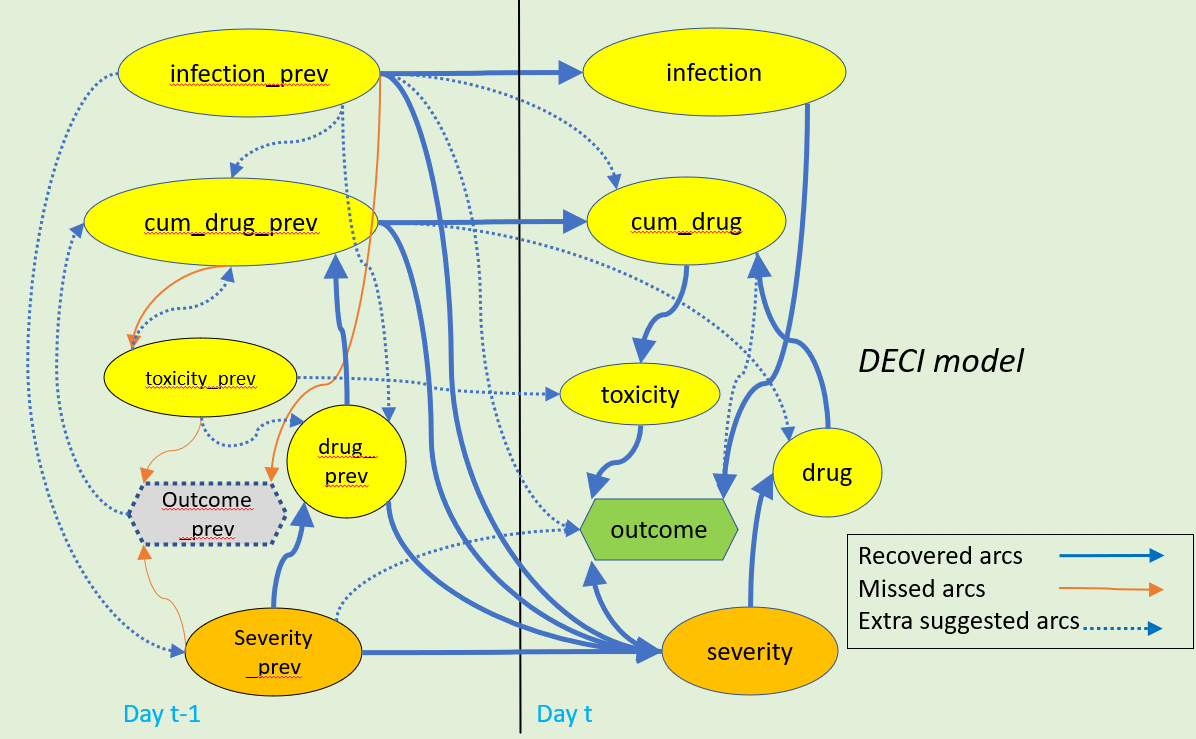 infection_prev
infection
cum_drug_prev
cum_drug
DECI model
toxicity_prev
toxicity
drug_
prev
drug
Outcome
_prev
outcome
Recovered arcs
Missed arcs
Extra suggested arcs
Severity
_prev
severity
Day t-1
Day t